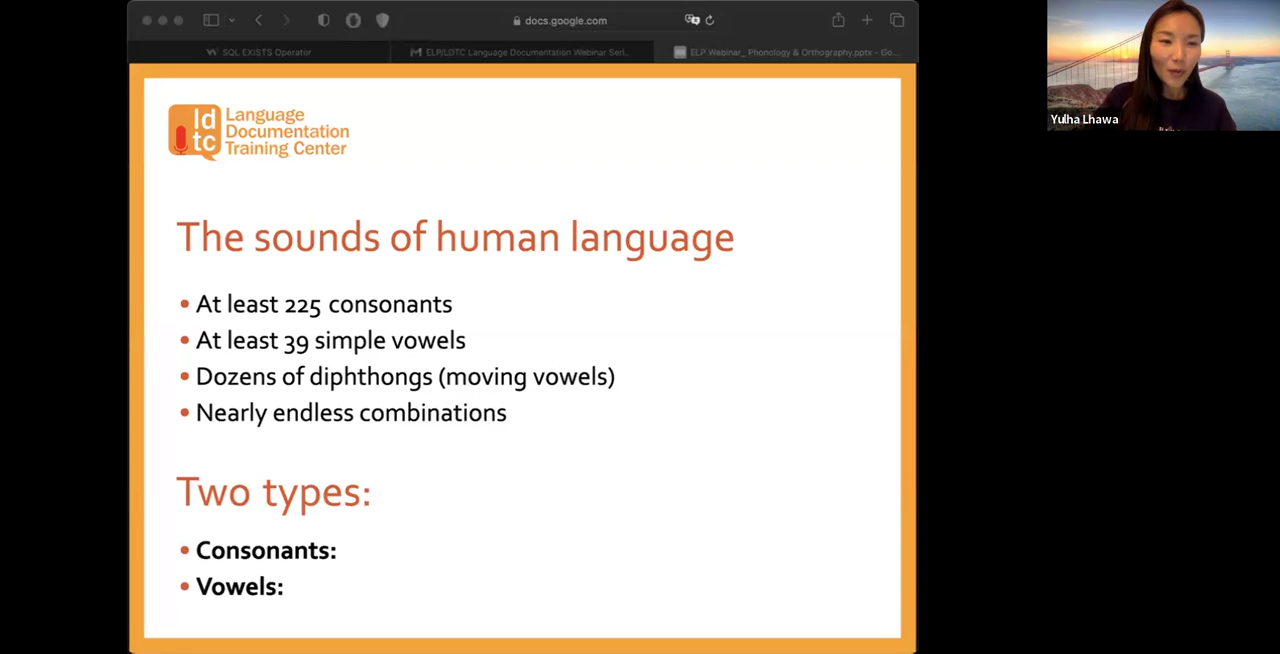 docs.google.com
SQL EXISTS Operator
ELP/LDTC Language Documentation Webinar Seri...
ELP Webinar_ Phonology & Orthography.pptx - Go...
ld
tc
Language
Documentation
Training Center
The sounds of human language
• At least 225 consonants
• At least 39 simple vowels
• Dozens of diphthongs (moving vowels)
• Nearly endless combinations
Two types:
• Consonants:
• Vowels:
Yulha Lhawa